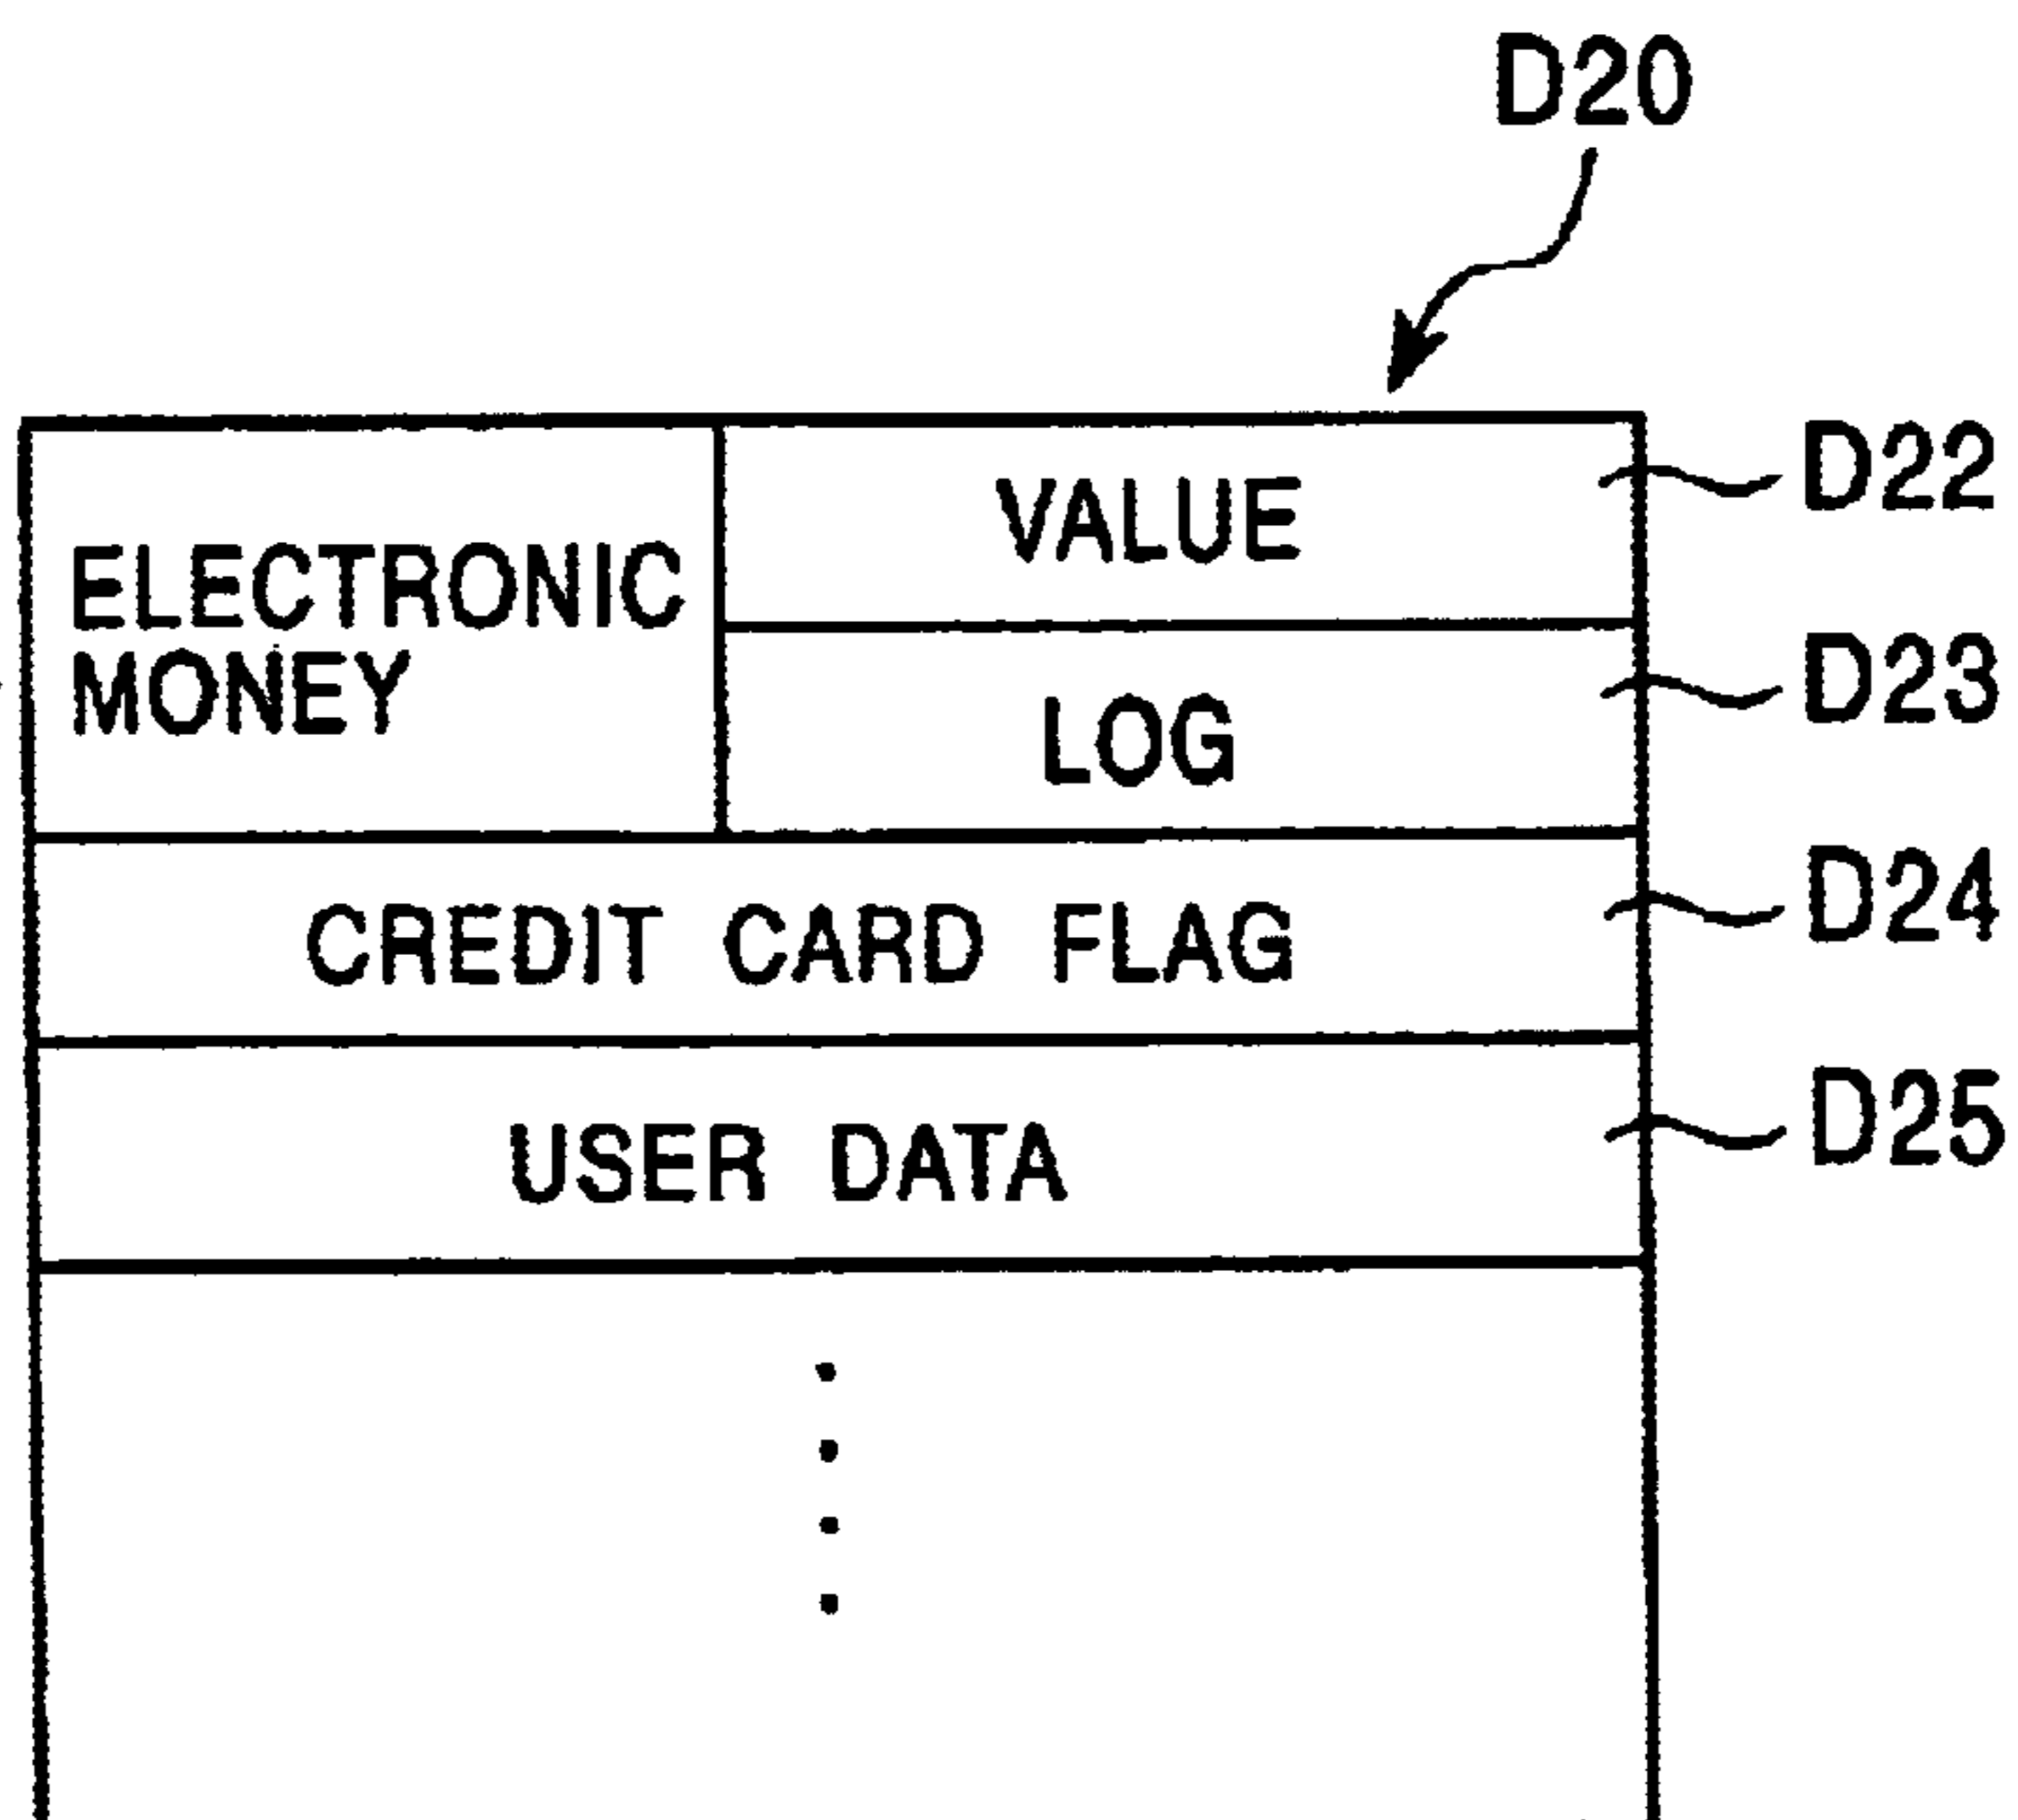 D20
VALUE
D22
ELECTRONIC
MONEY
LOG
D23
CREDIT CARD FLAG
D24
USER DATA
D25